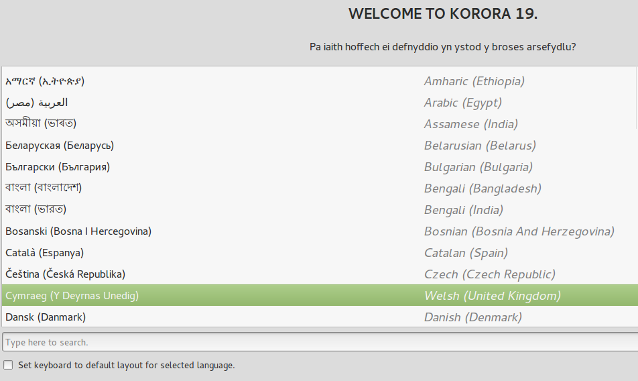 WELCOME TO KORORA 19.
Pa iaith hoffech ei defnyddio yn ystod y broses arsefydlu?
አማርኛ (ኢትዮጵያ) Amharic (Ethiopia)
العربية (مصر) Arabic (Egypt)
অসমীয়া (ভাৰত) Assamese (India)
Беларуская (Беларусь) Belarusian (Belarus)
Български (България) Bulgarian (Bulgaria)
বাংলা (বাংলাদেশ) Bengali (Bangladesh)
বাংলা (ভারত) Bengali (India)
Bosanski (Bosna I Hercegovina) Bosnian (Bosnia And Herzegovina)
Català (Espanya) Catalan (Spain)
Čeština (Česká Republika) Czech (Czech Republic)
Cymraeg (Y Deyrnas Unedig) Welsh (United Kingdom)
Dansk (Danmark) Danish (Denmark)
Type here to search.
Set keyboard to default layout for selected language.